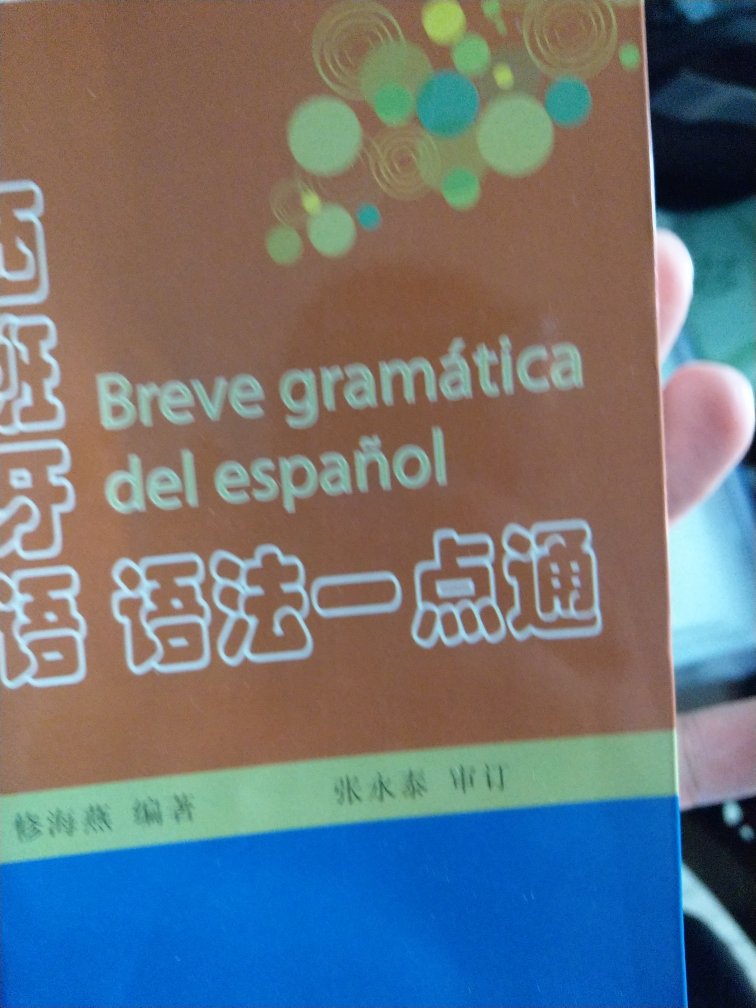 西班牙语
Breve gramática
del español
语法一点通
修海燕 编著 张永泰 审订